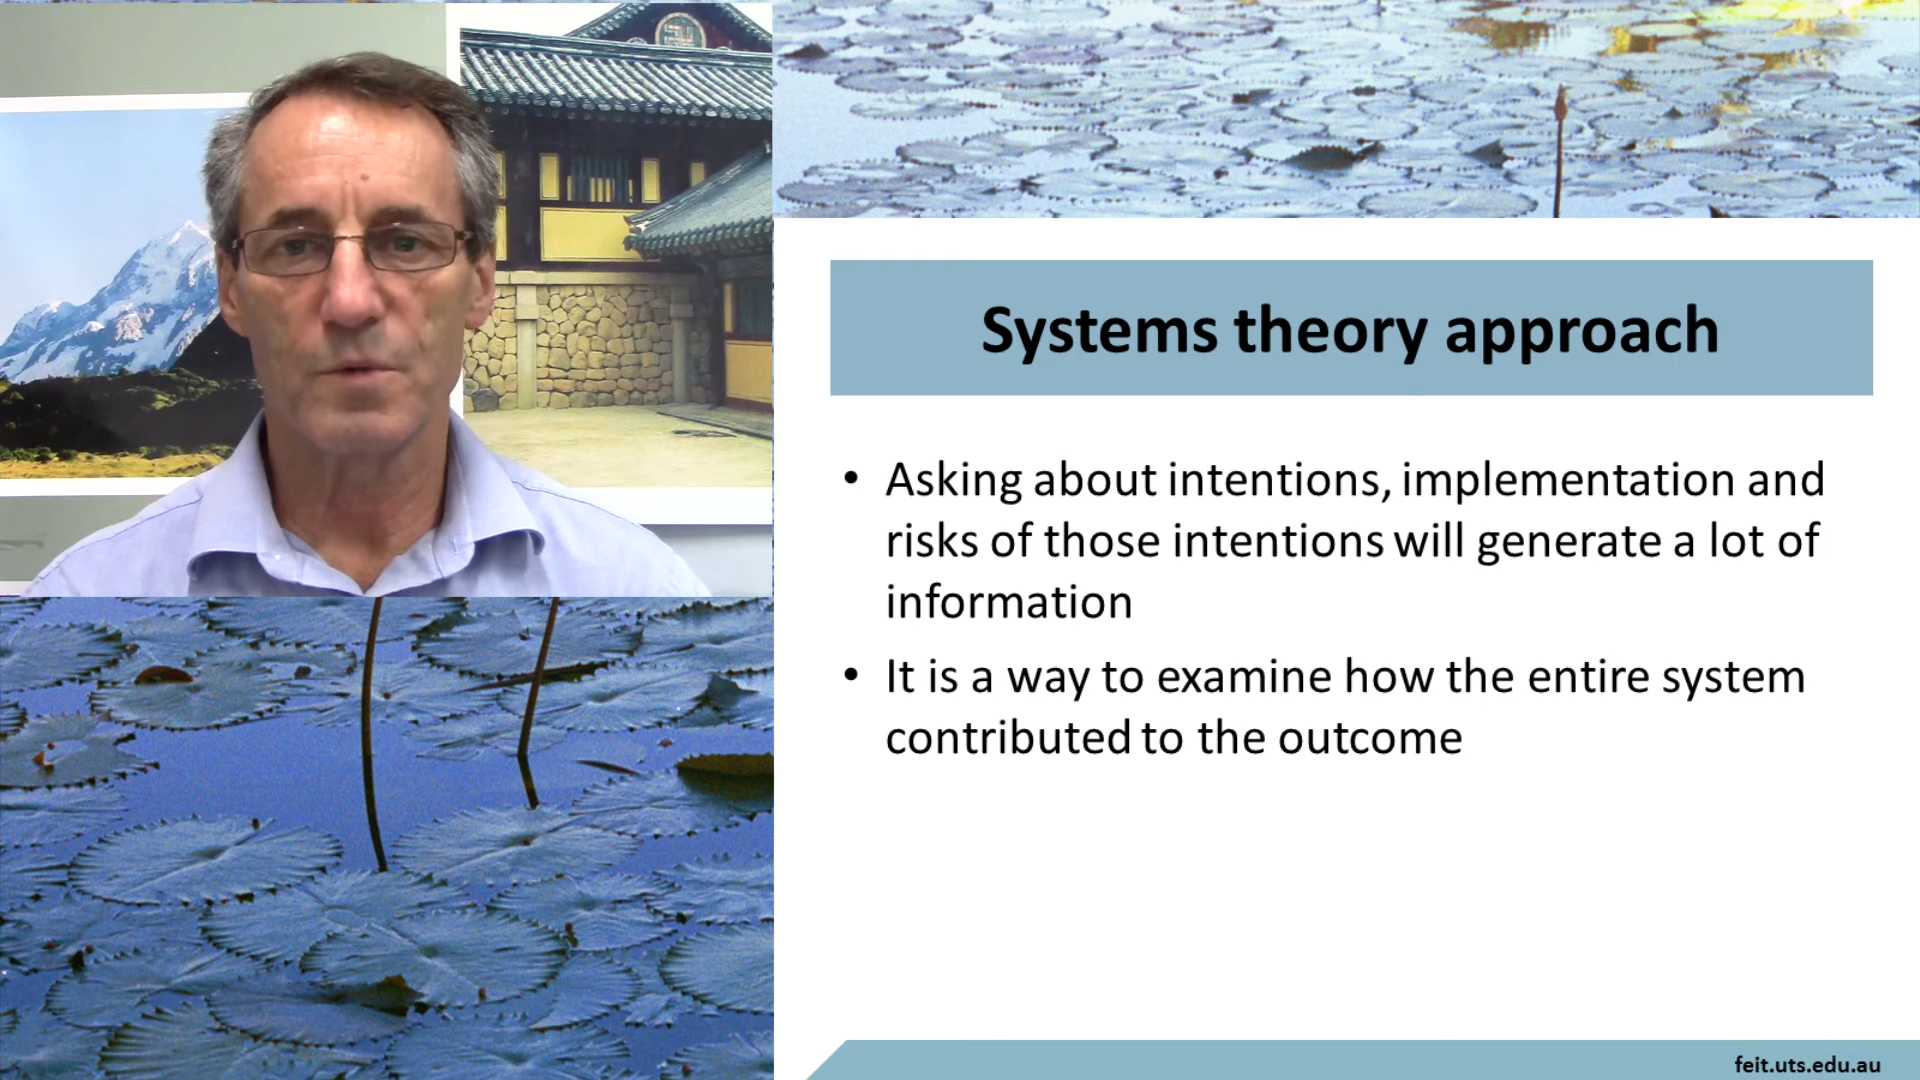 Systems theory approach
• Asking about intentions, implementation and
risks of those intentions will generate a lot of
information
• It is a way to examine how the entire system
contributed to the outcome
feit.uts.edu.au